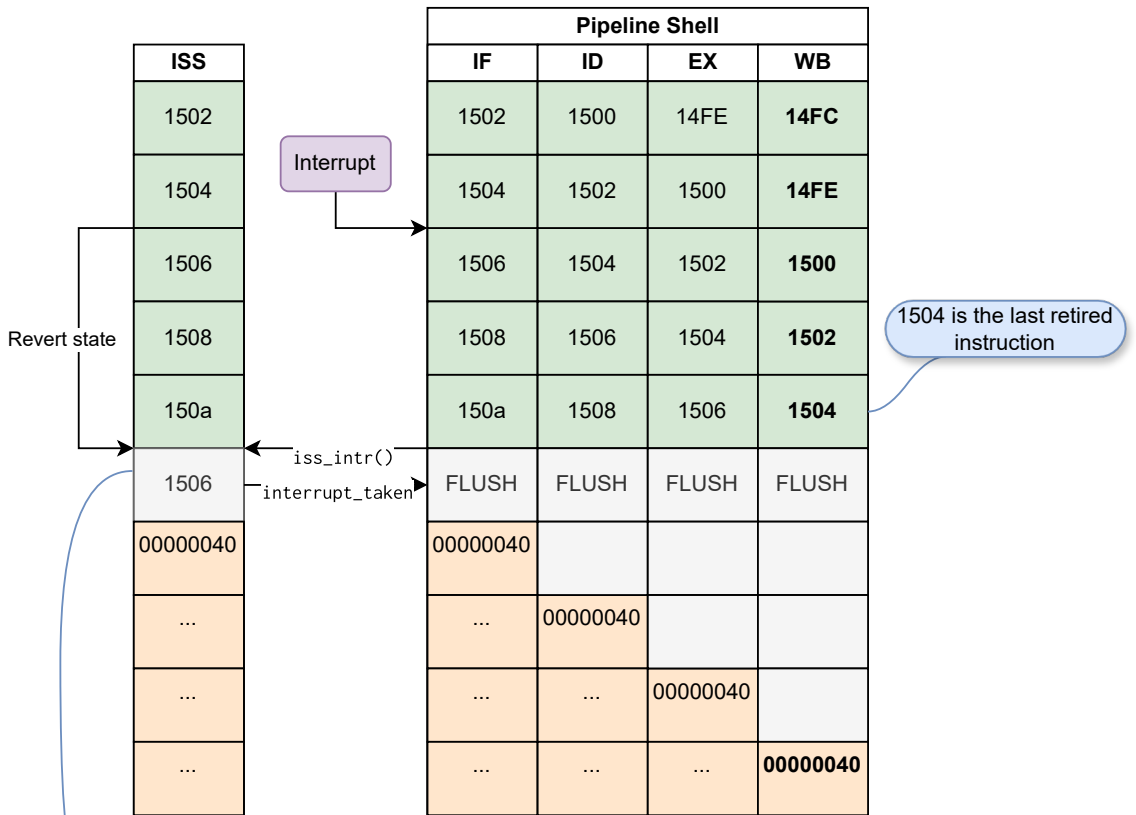 Pipeline Shell
ISS IF ID EX WB
1502 1502 1500 14FE 14FC
Interrupt
1504 1504 1502 1500 14FE
1506 1506 1504 1502 1500
1504 is the last retired
instruction
Revert state
1508 1508 1506 1504 1502
150a 150a 1508 1506 1504
iss_intr()
1506 interrupt_taken FLUSH FLUSH FLUSH FLUSH
00000040 00000040
... ... 00000040
... ... ... 00000040
... ... ... ... 00000040